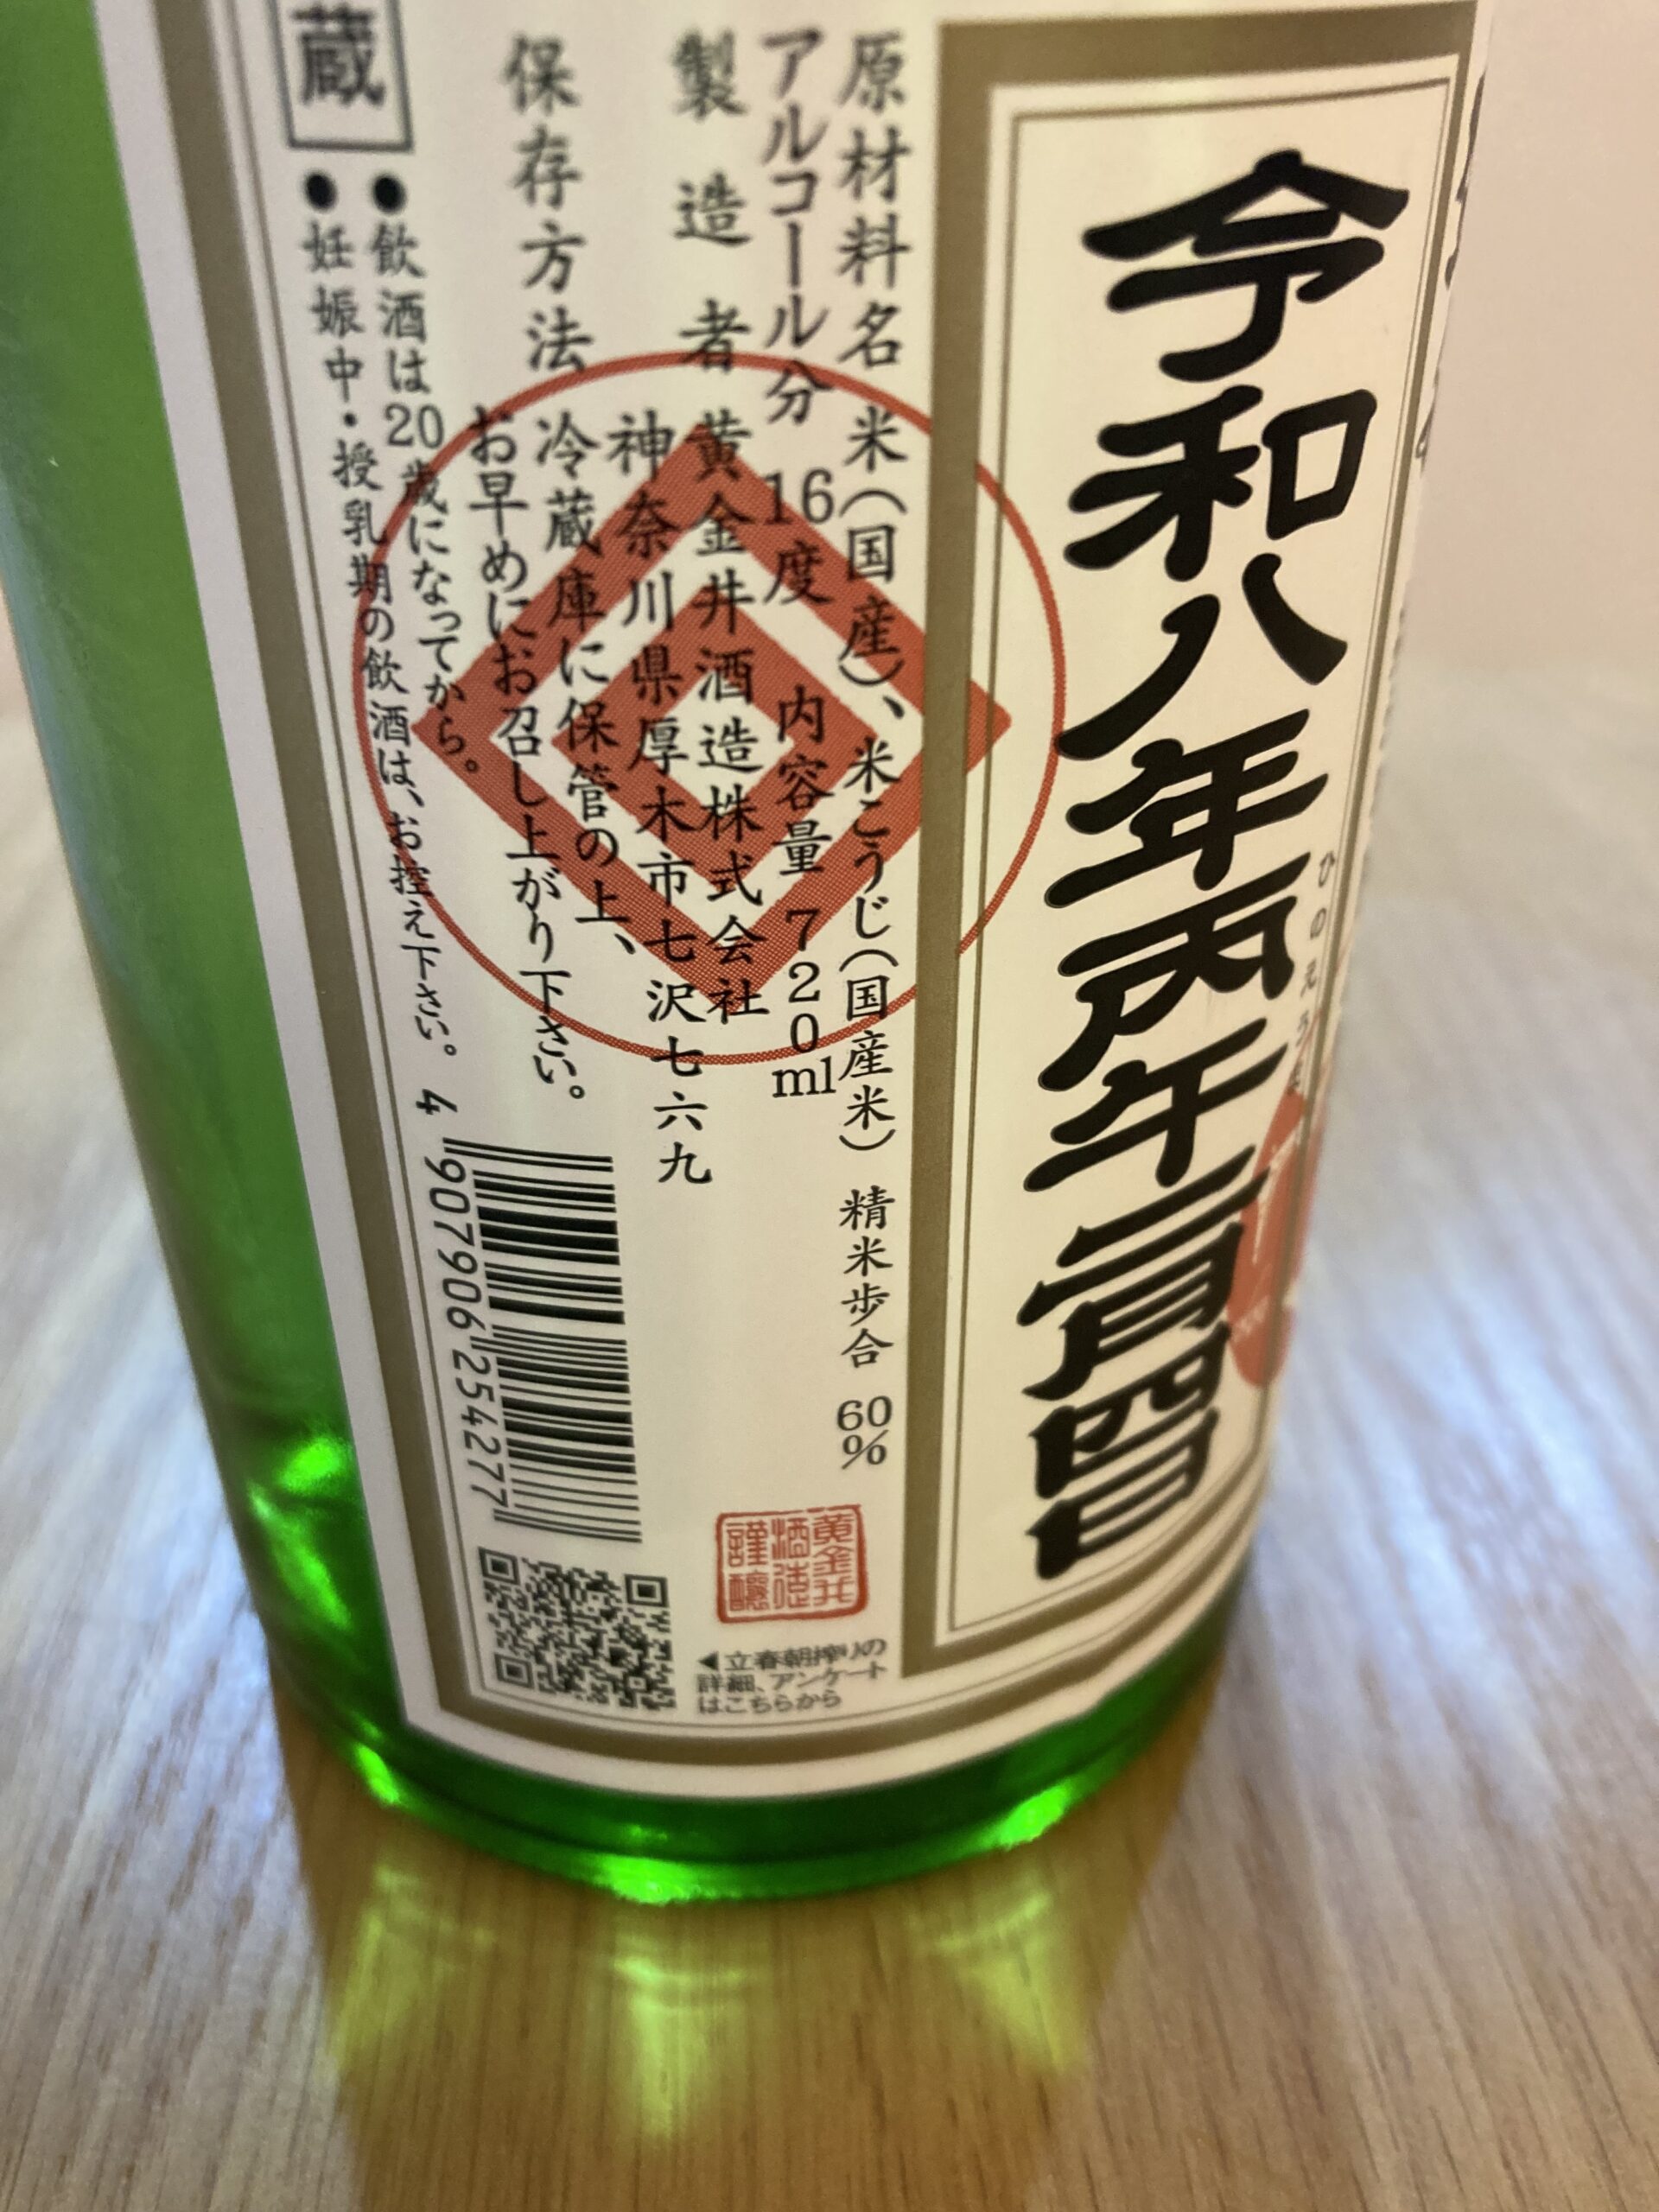 令和八年丙午二月四日
原材料名 米(国産)、米こうじ(国産米) 精米歩合 60%
アルコール分 16度 内容量 720ml
製造者 黄金井酒造株式会社
神奈川県厚木市七沢七六九
保存方法 冷蔵庫に保管の上、
お早めにお召し上がり下さい。
蔵
●飲酒は20歳になってから。
●妊娠中・授乳期の飲酒は、お控え下さい。
4 907906 254277
黄金井
酒造
謹醸
◀立春朝搾りの
詳細、アンケート
はこちらから